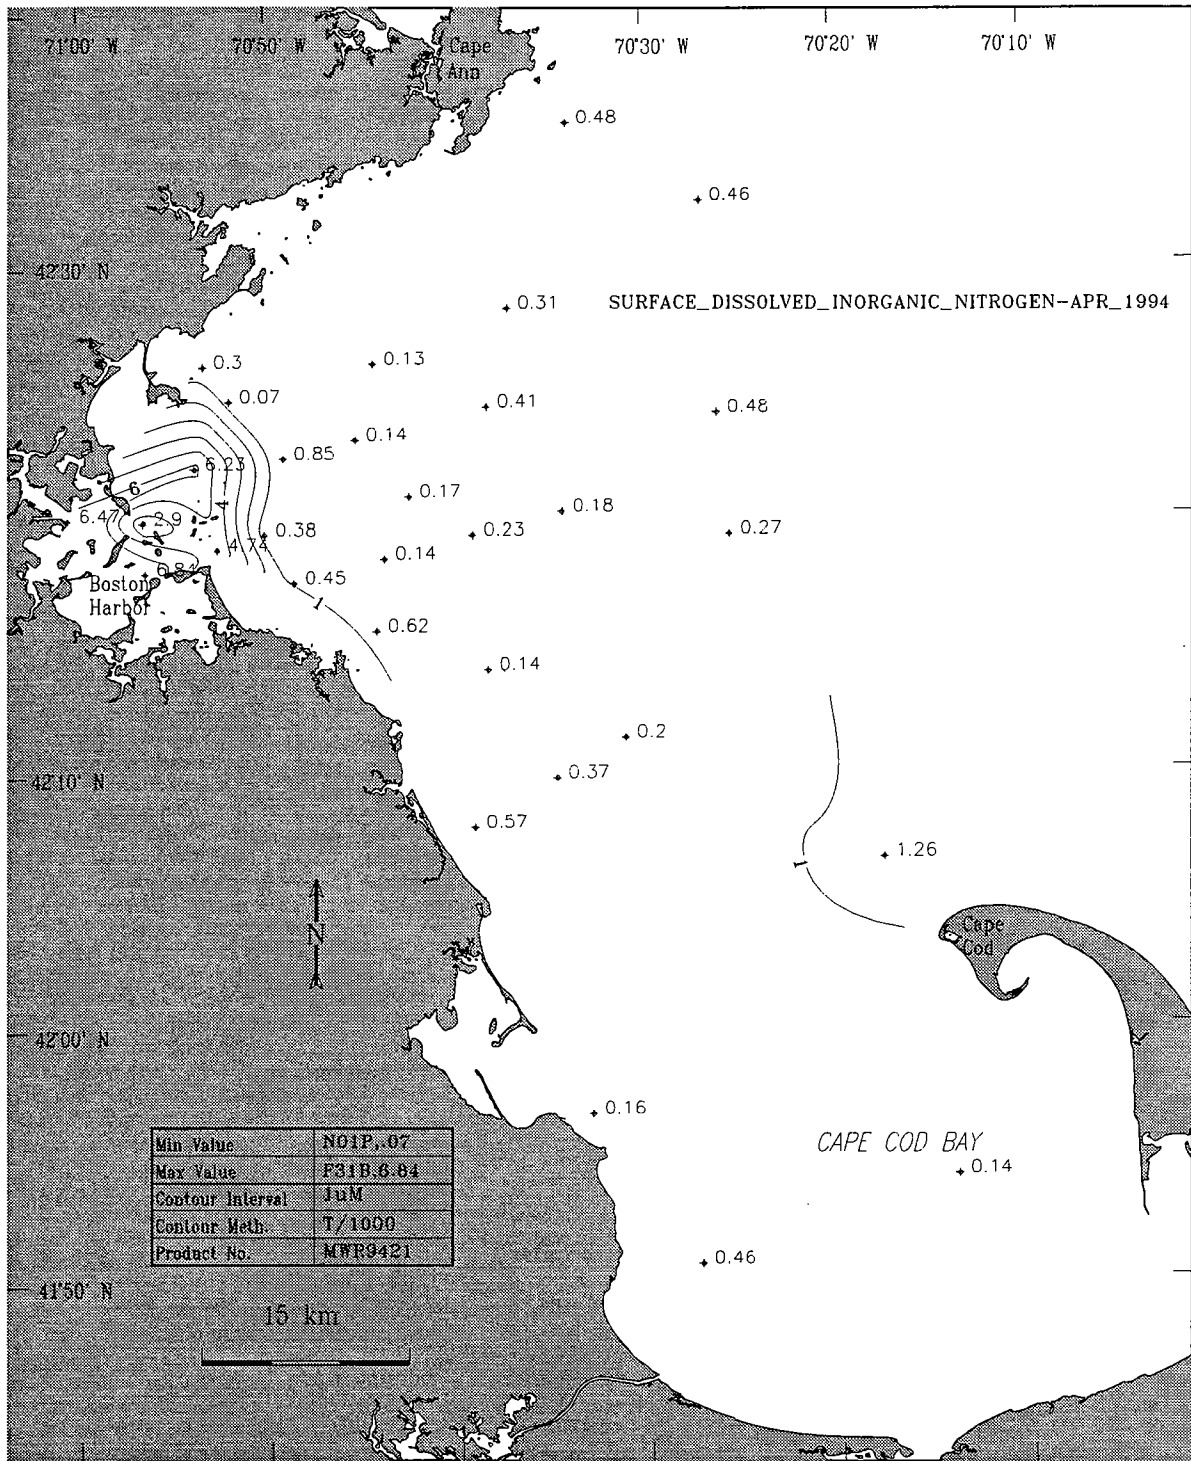 71°00' W
70°50' W
70°30' W
70°20' W
70°10' W
Cape
Ann
0.48
0.46
42°30' N
0.31
SURFACE_DISSOLVED_INORGANIC_NITROGEN-APR_1994
0.3
0.13
0.07
0.41
0.48
0.14
0.85
6.23
6
0.17
4
0.18
6.47
2.9
0.38
0.23
0.27
4.74
0.14
6.84
0.45
Boston
Harbor
1
0.62
0.14
0.2
0.37
42°10' N
0.57
1.26
1
N
Cape
Cod
42°00' N
0.16
CAPE COD BAY
0.14
Min Value N01P,.07
Max Value F31B,6.84
Contour Interval 1uM
Contour Meth. T/1000
Product No. MWR9421
0.46
41°50' N
15 km